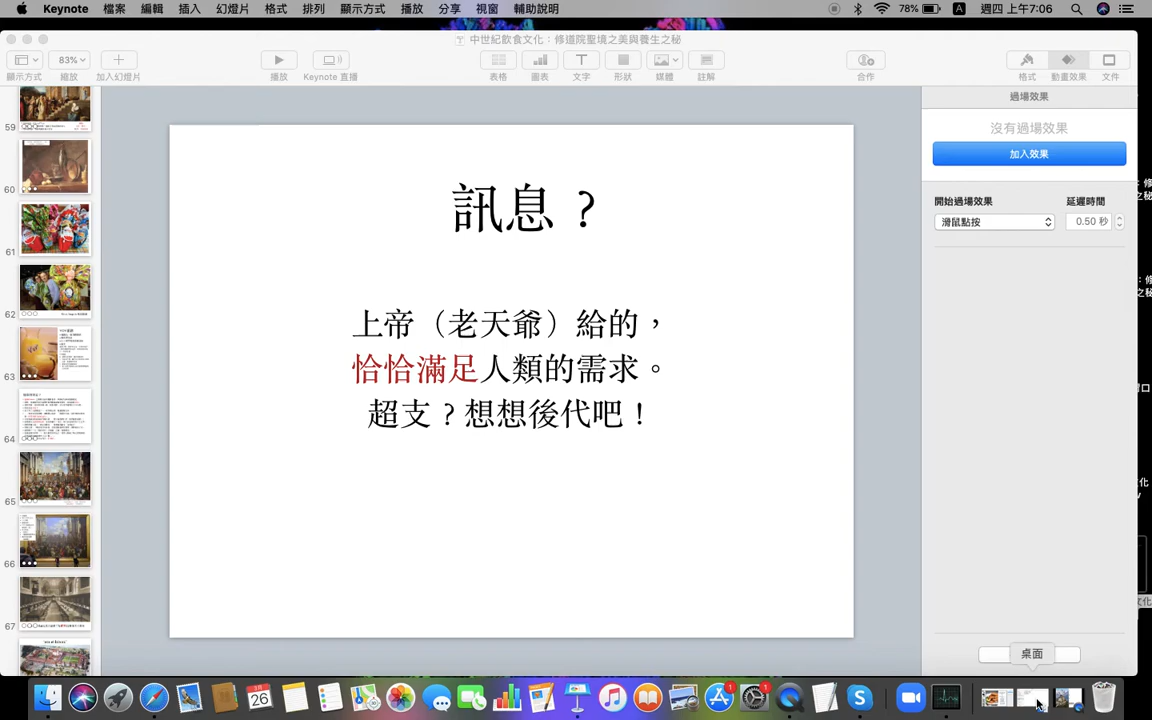 Keynote 檔案 編輯 插入 幻燈片 格式 排列 顯示方式 播放 分享 視窗 輔助說明 78% A 週四 上午7:06
中世紀飲食文化：修道院聖境之美與養生之秘
83%
顯示方式 縮放 加入幻燈片 播放 Keynote 直播 表格 圖表 文字 形狀 媒體 註解 合作 格式 動畫效果 文件
過場效果
沒有過場效果
加入效果
開始過場效果 延遲時間
滑鼠點按 0.50 秒
59
60
61
62
63
64
65
66
67
訊息？
上帝（老天爺）給的，
恰恰滿足人類的需求。
超支？想想後代吧！
桌面
3月
26
1
1